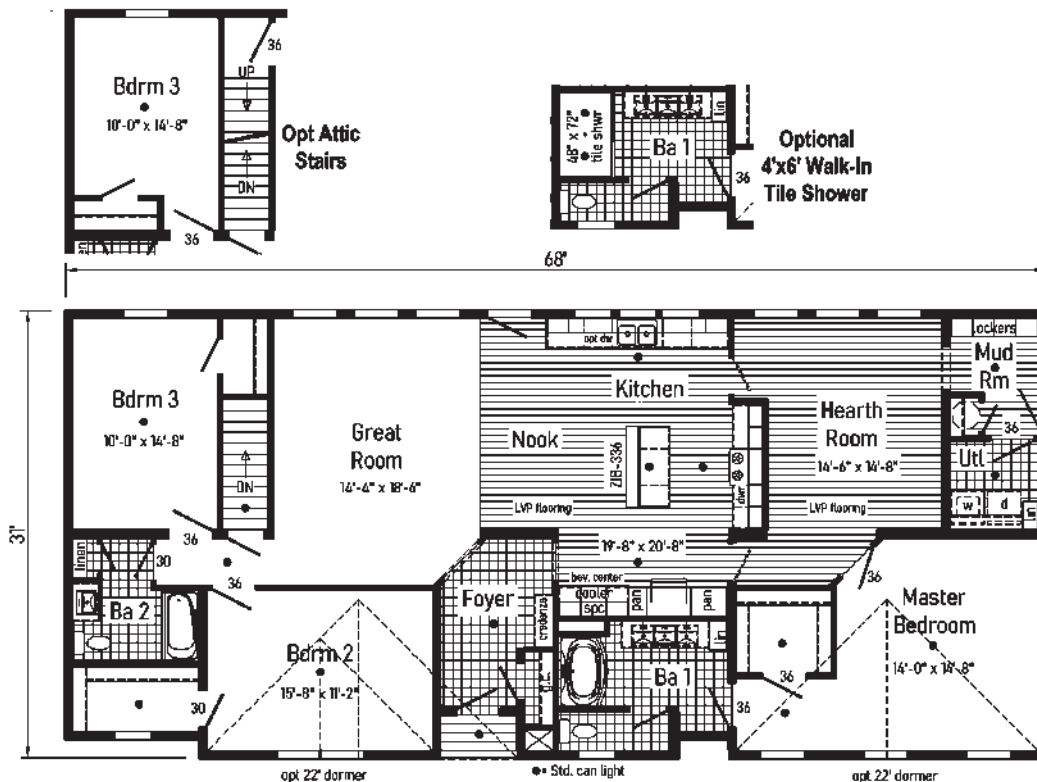 Bdrm 3
10'-0" x 14'-8"
UP
DN
36
36
Opt Attic
Stairs
48" x 72"
tile shwr
Ba 1
lin
36
Optional
4'x6' Walk-In
Tile Shower
68'
31'
Bdrm 3
10'-0" x 14'-8"
DN
Great
Room
14'-4" x 18'-6"
opt dw
Kitchen
Nook
ZIB-336
LVP flooring
19'-8" x 20'-8"
Hearth
Room
14'-6" x 14'-8"
LVP flooring
Lockers
Mud
Rm
36
Utl
w
d
linen
30
36
36
Ba 2
Foyer
credenza
bev. center
cooler
spc
pan
pan
36
Bdrm 2
15'-8" x 11'-2"
30
Ba 1
36
36
Master
Bedroom
14'-0" x 14'-8"
opt 22' dormer
●= Std. can light
opt 22' dormer